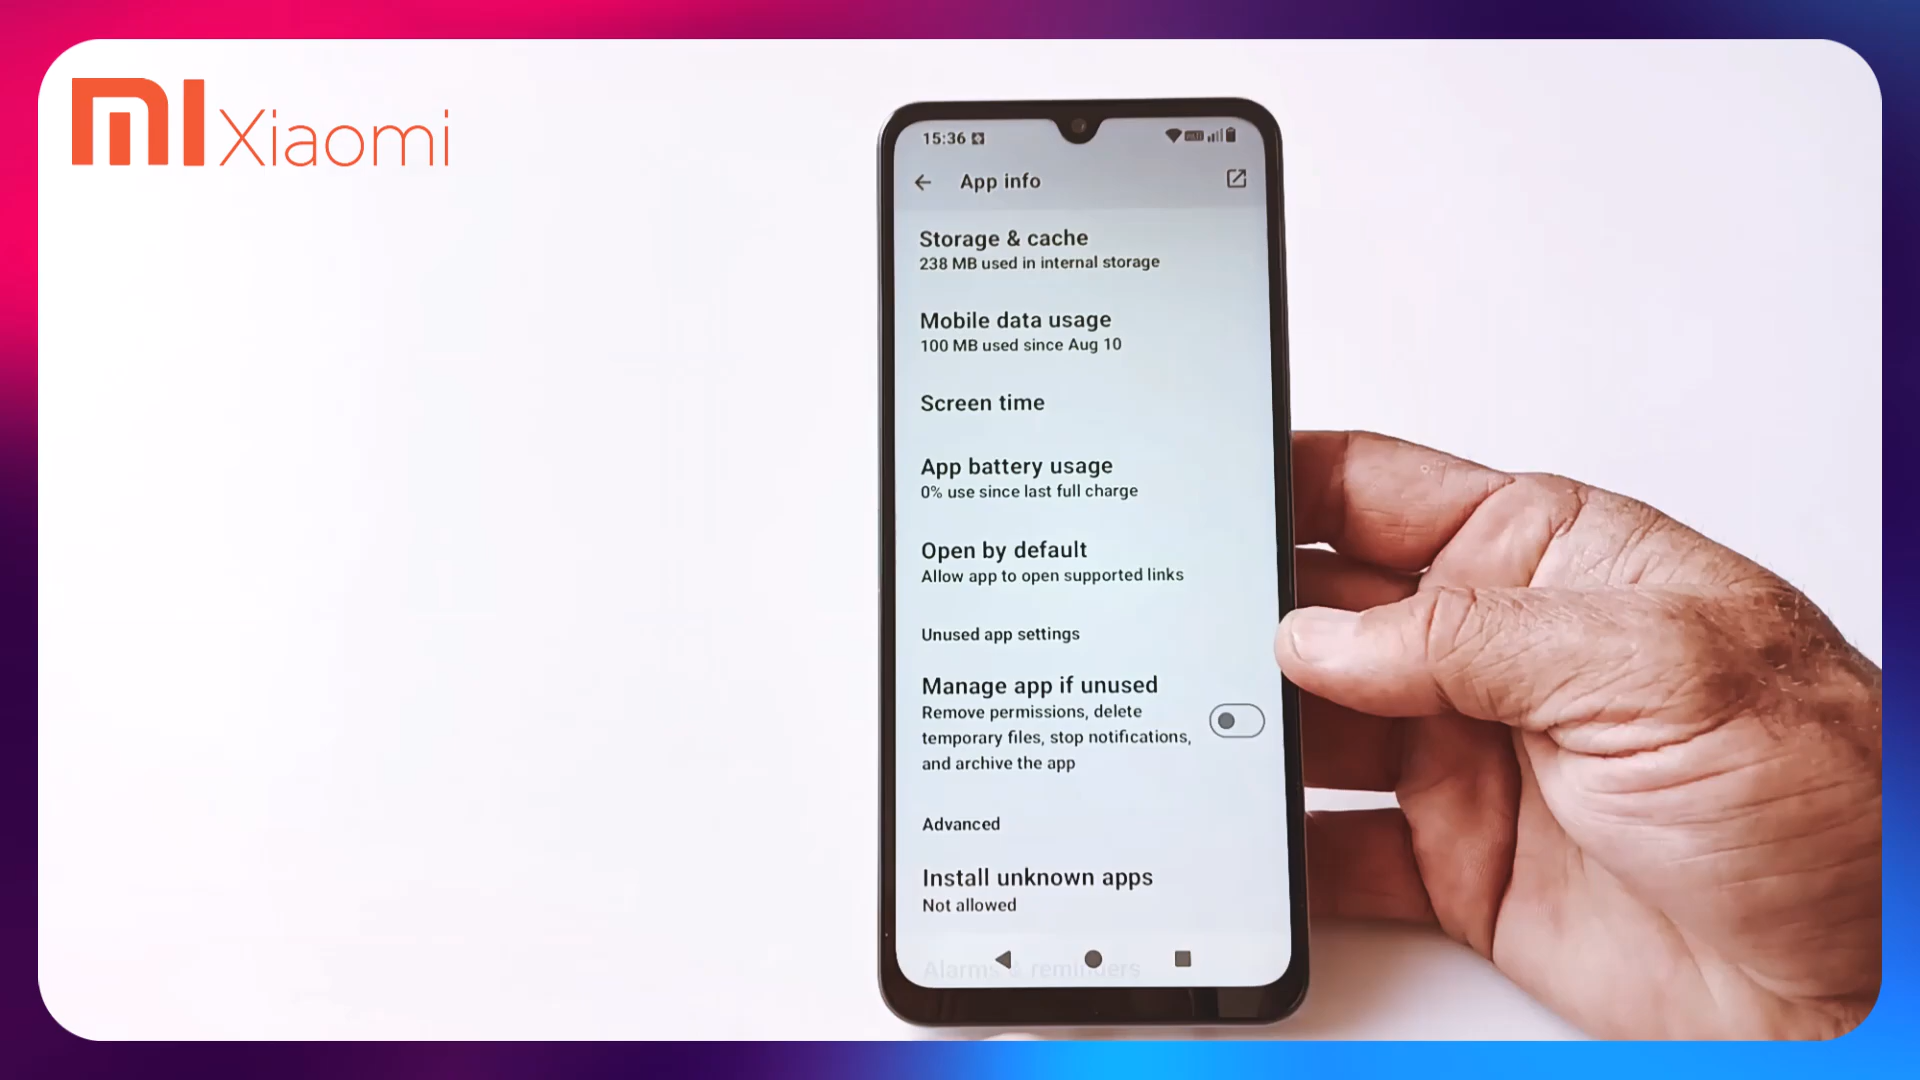 mi Xiaomi
15:36
App info
Storage & cache
238 MB used in internal storage
Mobile data usage
100 MB used since Aug 10
Screen time
App battery usage
0% use since last full charge
Open by default
Allow app to open supported links
Unused app settings
Manage app if unused
Remove permissions, delete
temporary files, stop notifications,
and archive the app
Advanced
Install unknown apps
Not allowed
Alarms & reminders